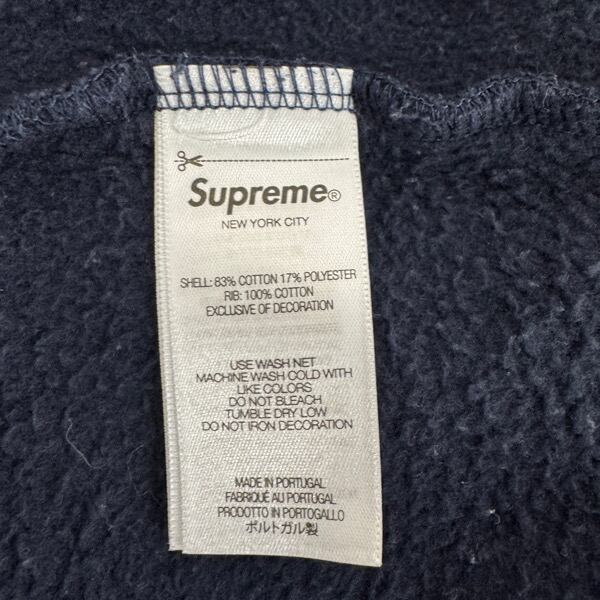 Supreme®
NEW YORK CITY
SHELL: 83% COTTON 17% POLYESTER
RIB: 100% COTTON
EXCLUSIVE OF DECORATION
USE WASH NET
MACHINE WASH COLD WITH
LIKE COLORS
DO NOT BLEACH
TUMBLE DRY LOW
DO NOT IRON DECORATION
MADE IN PORTUGAL
FABRIQUÉ AU PORTUGAL
PRODOTTO IN PORTOGALLO
ポルトガル製